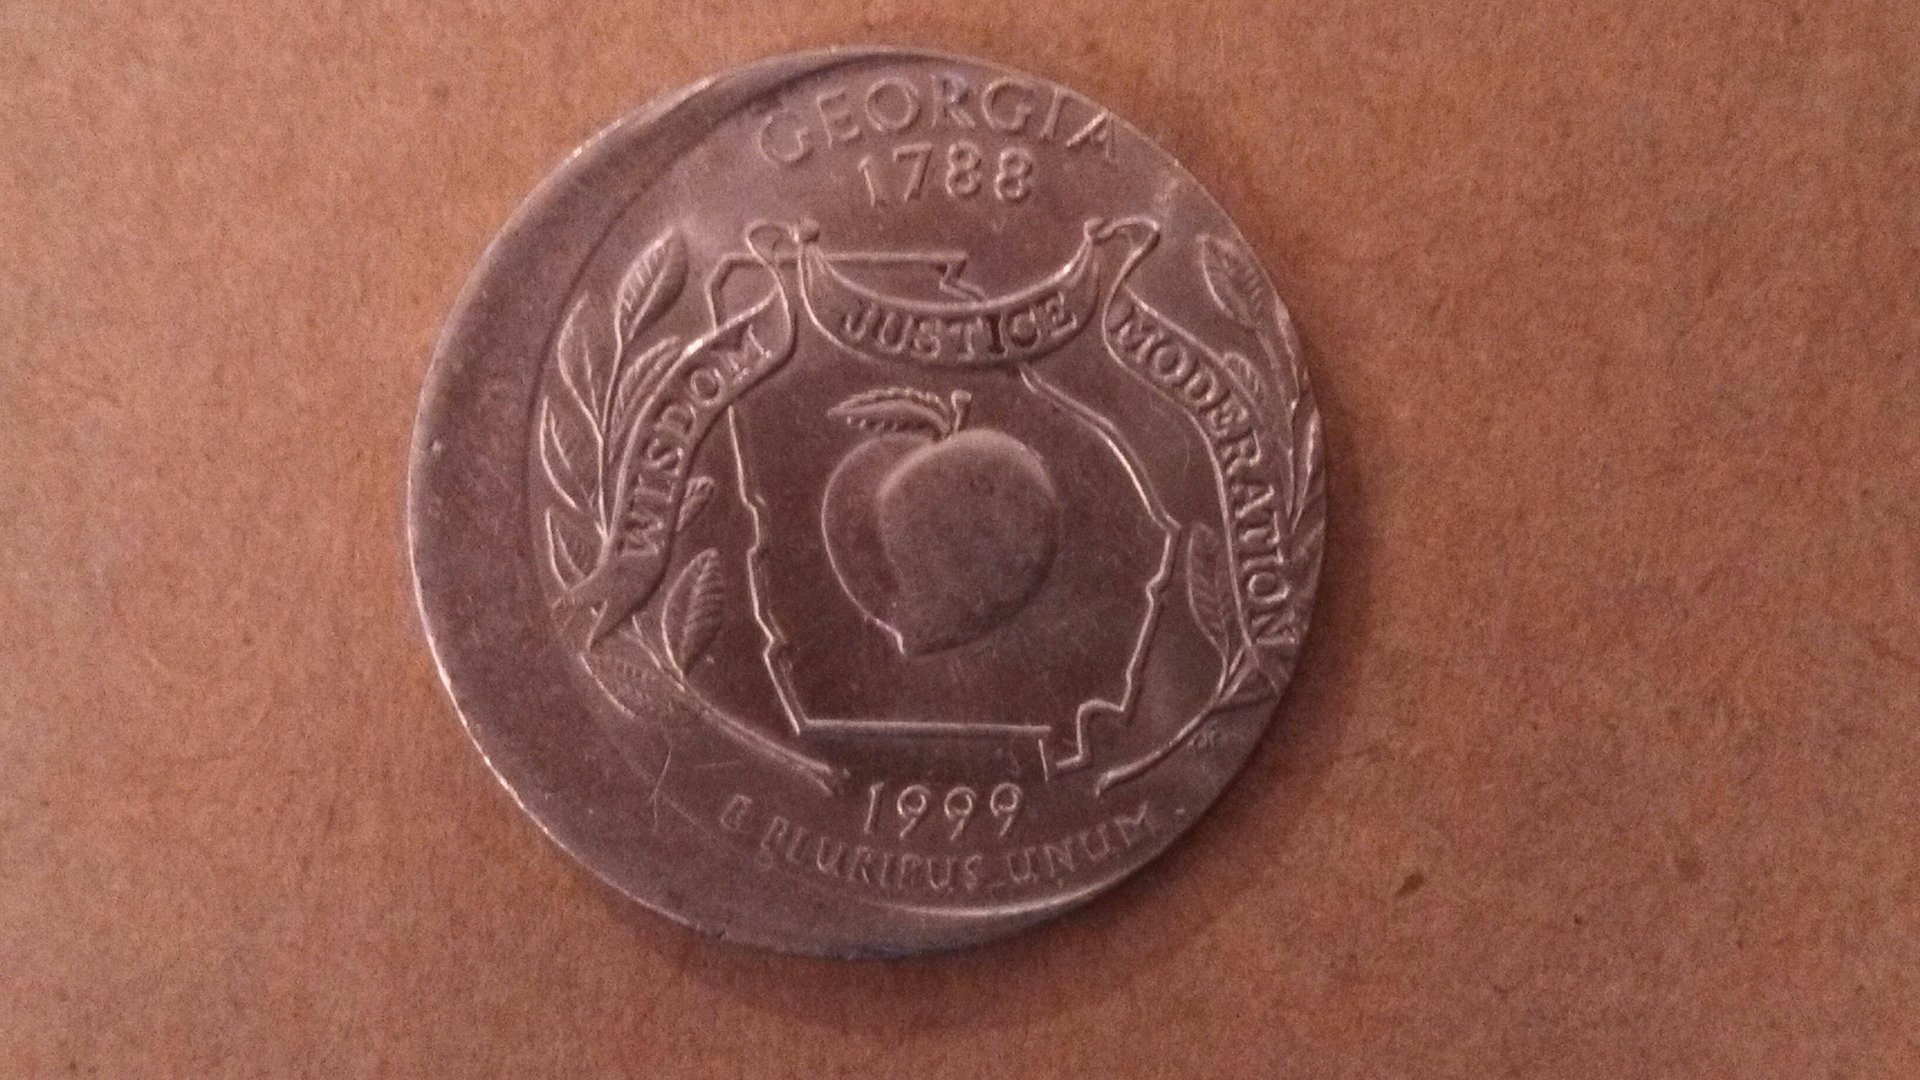 GEORGIA
1788
WISDOM
JUSTICE
MODERATION
1999
E PLURIBUS UNUM